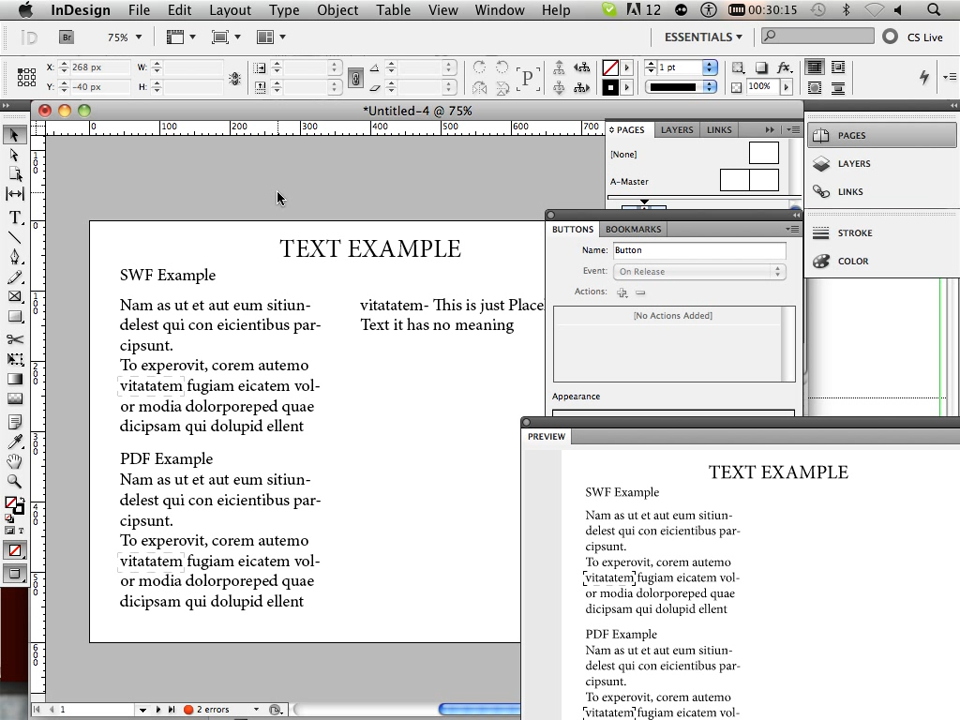 InDesign File Edit Layout Type Object Table View Window Help 12 00:30:15
Br 75% ESSENTIALS CS Live
X: 268 px W: 1 pt fx
Y: -40 px H: P 100%
*Untitled-4 @ 75%
0 100 200 300 400 500 600 700
PAGES LAYERS LINKS
[None]
A-Master
PAGES
LAYERS
LINKS
STROKE
COLOR
BUTTONS BOOKMARKS
Name: Button
Event: On Release
Actions:
[No Actions Added]
Appearance
TEXT EXAMPLE
SWF Example
Nam as ut et aut eum sitiun-
delest qui con eicientibus par-
cipsunt.
To experovit, corem autemo
vitatatem fugiam eicatem vol-
or modia dolorporeped quae
dicipsam qui dolupid ellent
vitatatem- This is just Place
Text it has no meaning
PDF Example
Nam as ut et aut eum sitiun-
delest qui con eicientibus par-
cipsunt.
To experovit, corem autemo
vitatatem fugiam eicatem vol-
or modia dolorporeped quae
dicipsam qui dolupid ellent
PREVIEW
TEXT EXAMPLE
SWF Example
Nam as ut et aut eum sitiun-
delest qui con eicientibus par-
cipsunt.
To experovit, corem autemo
vitatatem fugiam eicatem vol-
or modia dolorporeped quae
dicipsam qui dolupid ellent
PDF Example
Nam as ut et aut eum sitiun-
delest qui con eicientibus par-
cipsunt.
To experovit, corem autemo
vitatatem fugiam eicatem vol-
1 2 errors